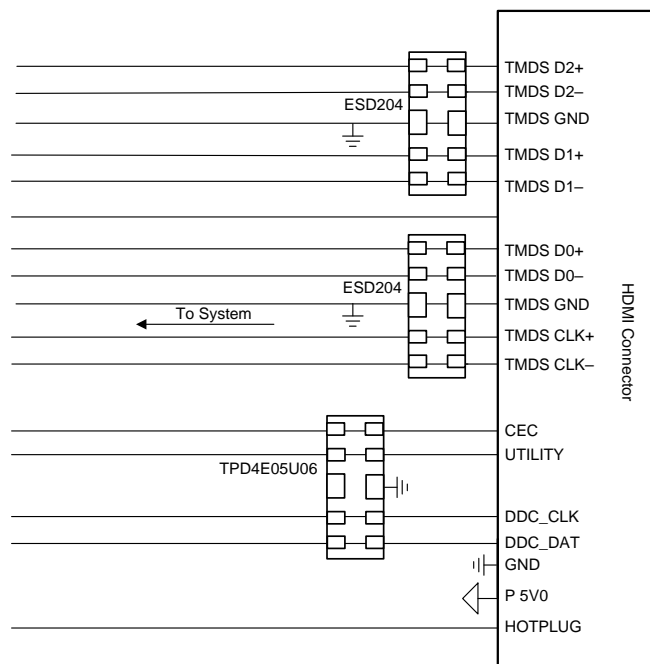 TMDS D2+
TMDS D2–
ESD204
TMDS GND
TMDS D1+
TMDS D1–
TMDS D0+
TMDS D0–
ESD204
TMDS GND
To System
TMDS CLK+
TMDS CLK–
HDMI Connector
CEC
UTILITY
TPD4E05U06
DDC_CLK
DDC_DAT
GND
P 5V0
HOTPLUG